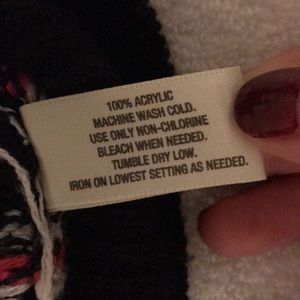 100% ACRYLIC
MACHINE WASH COLD.
USE ONLY NON-CHLORINE
BLEACH WHEN NEEDED.
TUMBLE DRY LOW.
IRON ON LOWEST SETTING AS NEEDED.